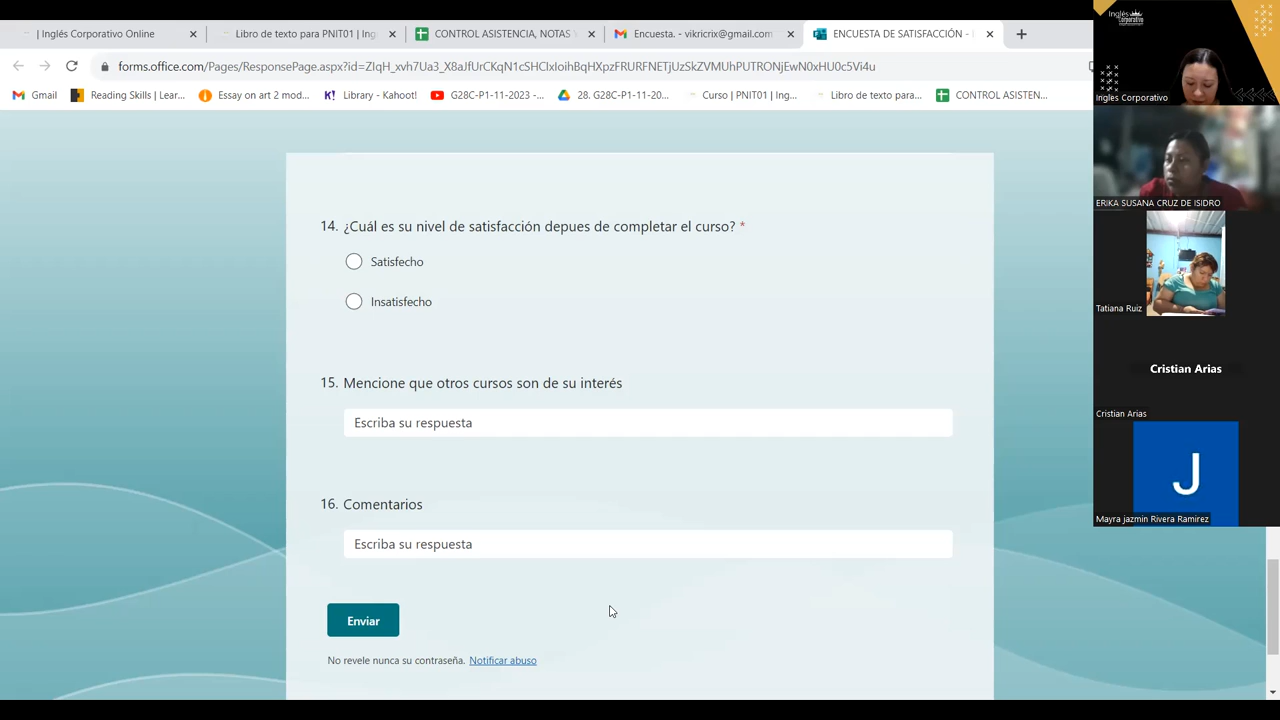 | Inglés Corporativo Online
Libro de texto para PNIT01 | Ing
CONTROL ASISTENCIA, NOTAS
Encuesta. - vikricrix@gmail.com
ENCUESTA DE SATISFACCIÓN -
forms.office.com/Pages/ResponsePage.aspx?id=ZIqH_xvh7Ua3_X8aJfUrCKqN1cSHCIxIoihBqHXpzFRURFNETjUzSkZVMUhPUTRONjEwN0xHU0c5Vi4u
Gmail
Reading Skills | Lear...
Essay on art 2 mod...
Library - Kahoot!
G28C-P1-11-2023 -...
28. G28C-P1-11-20...
Curso | PNIT01 | Ing...
Libro de texto para...
CONTROL ASISTEN...
14. ¿Cuál es su nivel de satisfacción depues de completar el curso? *
Satisfecho
Insatisfecho
15. Mencione que otros cursos son de su interés
Escriba su respuesta
16. Comentarios
Escriba su respuesta
Enviar
No revele nunca su contraseña. Notificar abuso
Inglés
Corporativo
Ingles Corporativo
ERIKA SUSANA CRUZ DE ISIDRO
Tatiana Ruiz
Cristian Arias
Cristian Arias
J
Mayra jazmin Rivera Ramirez